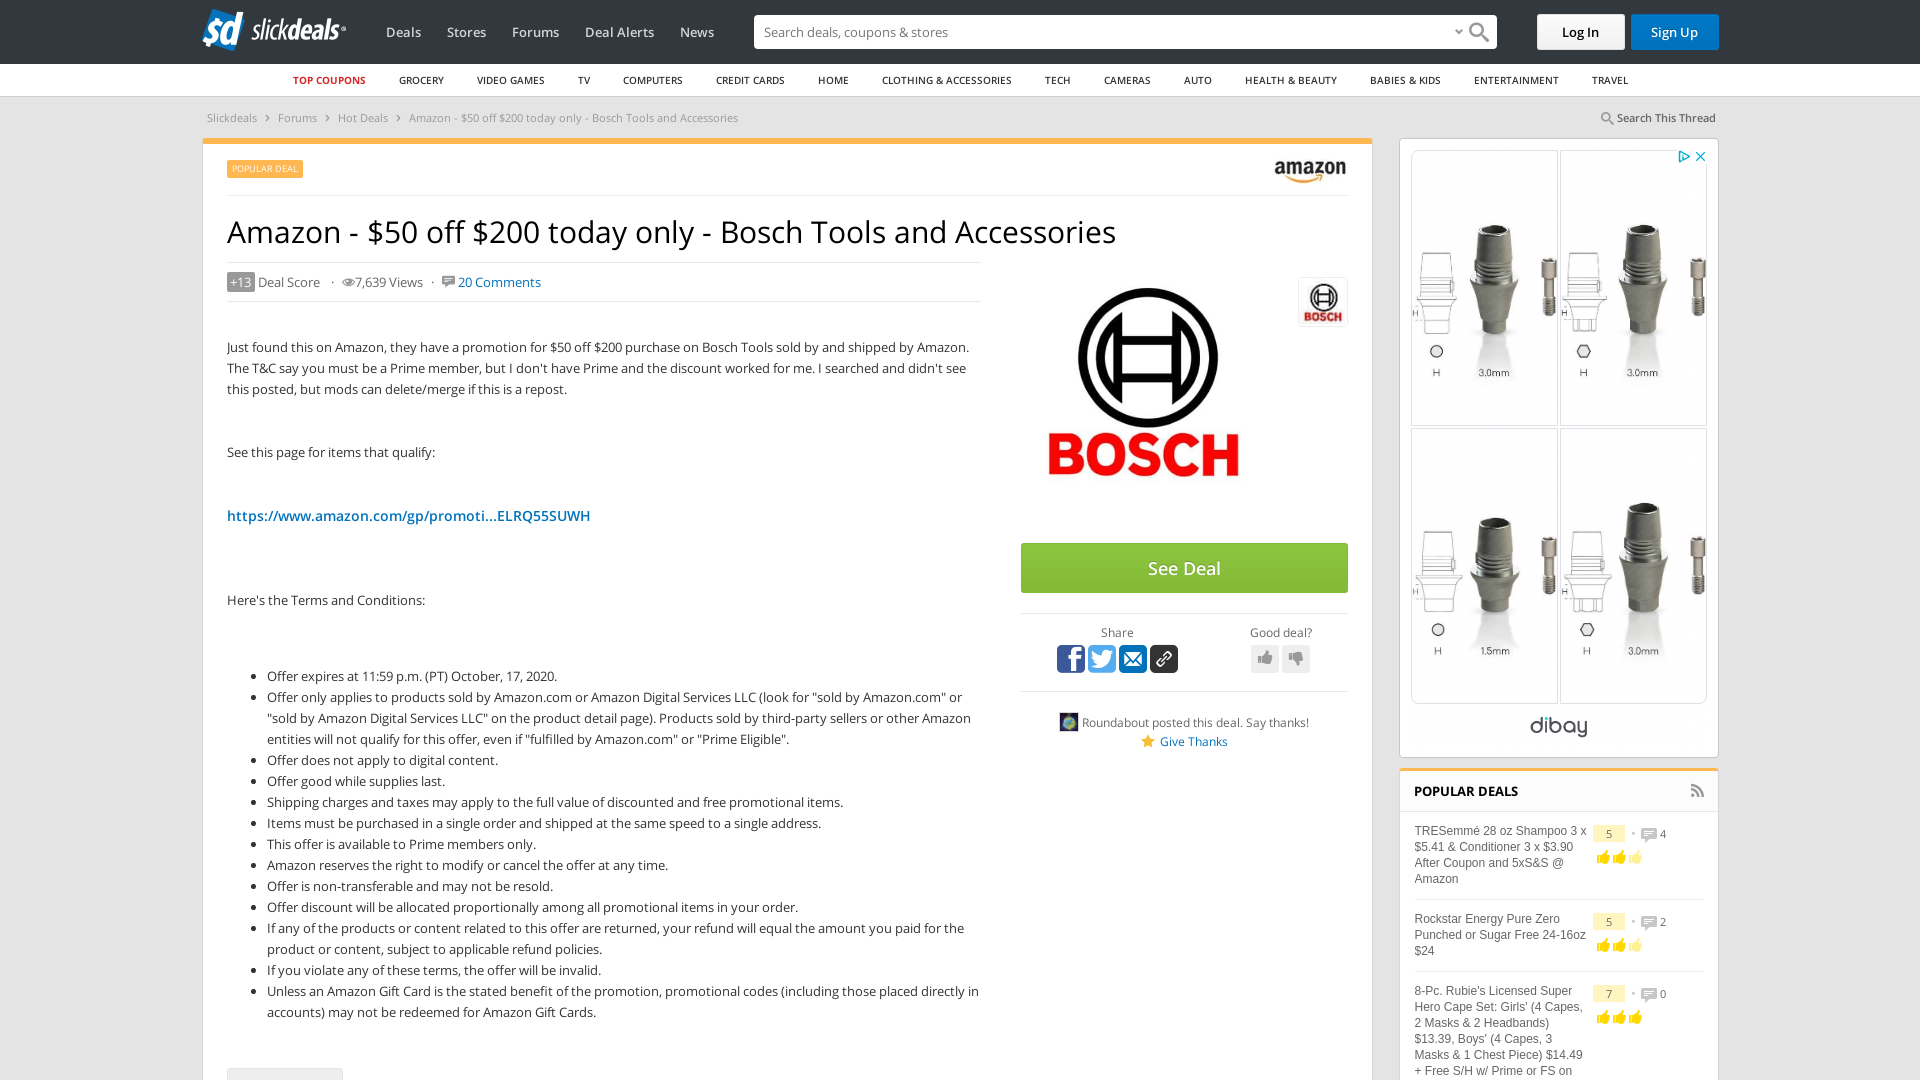 sd slickdeals
Deals
Stores
Forums
Deal Alerts
News
Search deals, coupons & stores
Log In
Sign Up
TOP COUPONS
GROCERY
VIDEO GAMES
TV
COMPUTERS
CREDIT CARDS
HOME
CLOTHING & ACCESSORIES
TECH
CAMERAS
AUTO
HEALTH & BEAUTY
BABIES & KIDS
ENTERTAINMENT
TRAVEL
Slickdeals › Forums › Hot Deals › Amazon - $50 off $200 today only - Bosch Tools and Accessories
Search This Thread
POPULAR DEAL
amazon
Amazon - $50 off $200 today only - Bosch Tools and Accessories
+13 Deal Score · 7,639 Views · 20 Comments
Just found this on Amazon, they have a promotion for $50 off $200 purchase on Bosch Tools sold by and shipped by Amazon.
The T&C say you must be a Prime member, but I don't have Prime and the discount worked for me. I searched and didn't see
this posted, but mods can delete/merge if this is a repost.
See this page for items that qualify:
https://www.amazon.com/gp/promoti...ELRQ55SUWH
Here's the Terms and Conditions:
• Offer expires at 11:59 p.m. (PT) October, 17, 2020.
• Offer only applies to products sold by Amazon.com or Amazon Digital Services LLC (look for "sold by Amazon.com" or
"sold by Amazon Digital Services LLC" on the product detail page). Products sold by third-party sellers or other Amazon
entities will not qualify for this offer, even if "fulfilled by Amazon.com" or "Prime Eligible".
• Offer does not apply to digital content.
• Offer good while supplies last.
• Shipping charges and taxes may apply to the full value of discounted and free promotional items.
• Items must be purchased in a single order and shipped at the same speed to a single address.
• This offer is available to Prime members only.
• Amazon reserves the right to modify or cancel the offer at any time.
• Offer is non-transferable and may not be resold.
• Offer discount will be allocated proportionally among all promotional items in your order.
• If any of the products or content related to this offer are returned, your refund will equal the amount you paid for the
product or content, subject to applicable refund policies.
• If you violate any of these terms, the offer will be invalid.
• Unless an Amazon Gift Card is the stated benefit of the promotion, promotional codes (including those placed directly in
accounts) may not be redeemed for Amazon Gift Cards.
BOSCH
BOSCH
See Deal
Share
Good deal?
Roundabout posted this deal. Say thanks!
Give Thanks
H
H
H 3.0mm
H 3.0mm
H
H
H 1.5mm
H 3.0mm
dibay
POPULAR DEALS
TRESemmé 28 oz Shampoo 3 x
$5.41 & Conditioner 3 x $3.90
After Coupon and 5xS&S @
Amazon
5 • 4
Rockstar Energy Pure Zero
Punched or Sugar Free 24-16oz
$24
5 • 2
8-Pc. Rubie's Licensed Super
Hero Cape Set: Girls' (4 Capes,
2 Masks & 2 Headbands)
$13.39, Boys' (4 Capes, 3
Masks & 1 Chest Piece) $14.49
+ Free S/H w/ Prime or FS on
7 • 0